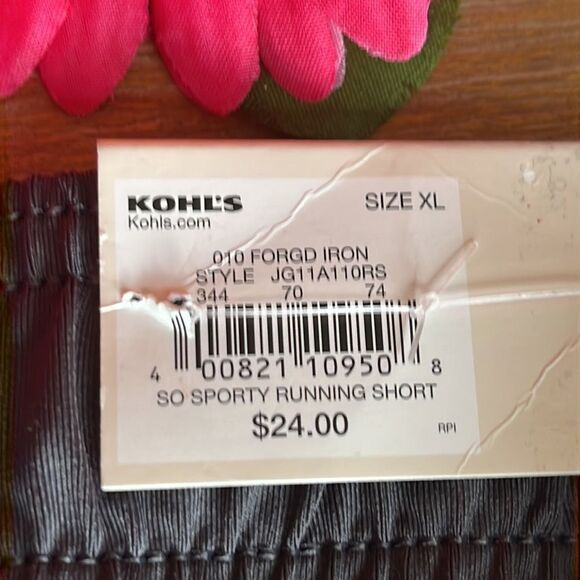 KOHL'S SIZE XL
Kohls.com
010 FORGD IRON
STYLE JG11A110RS
344 70 74
4 00821 10950 8
SO SPORTY RUNNING SHORT
$24.00
RPI